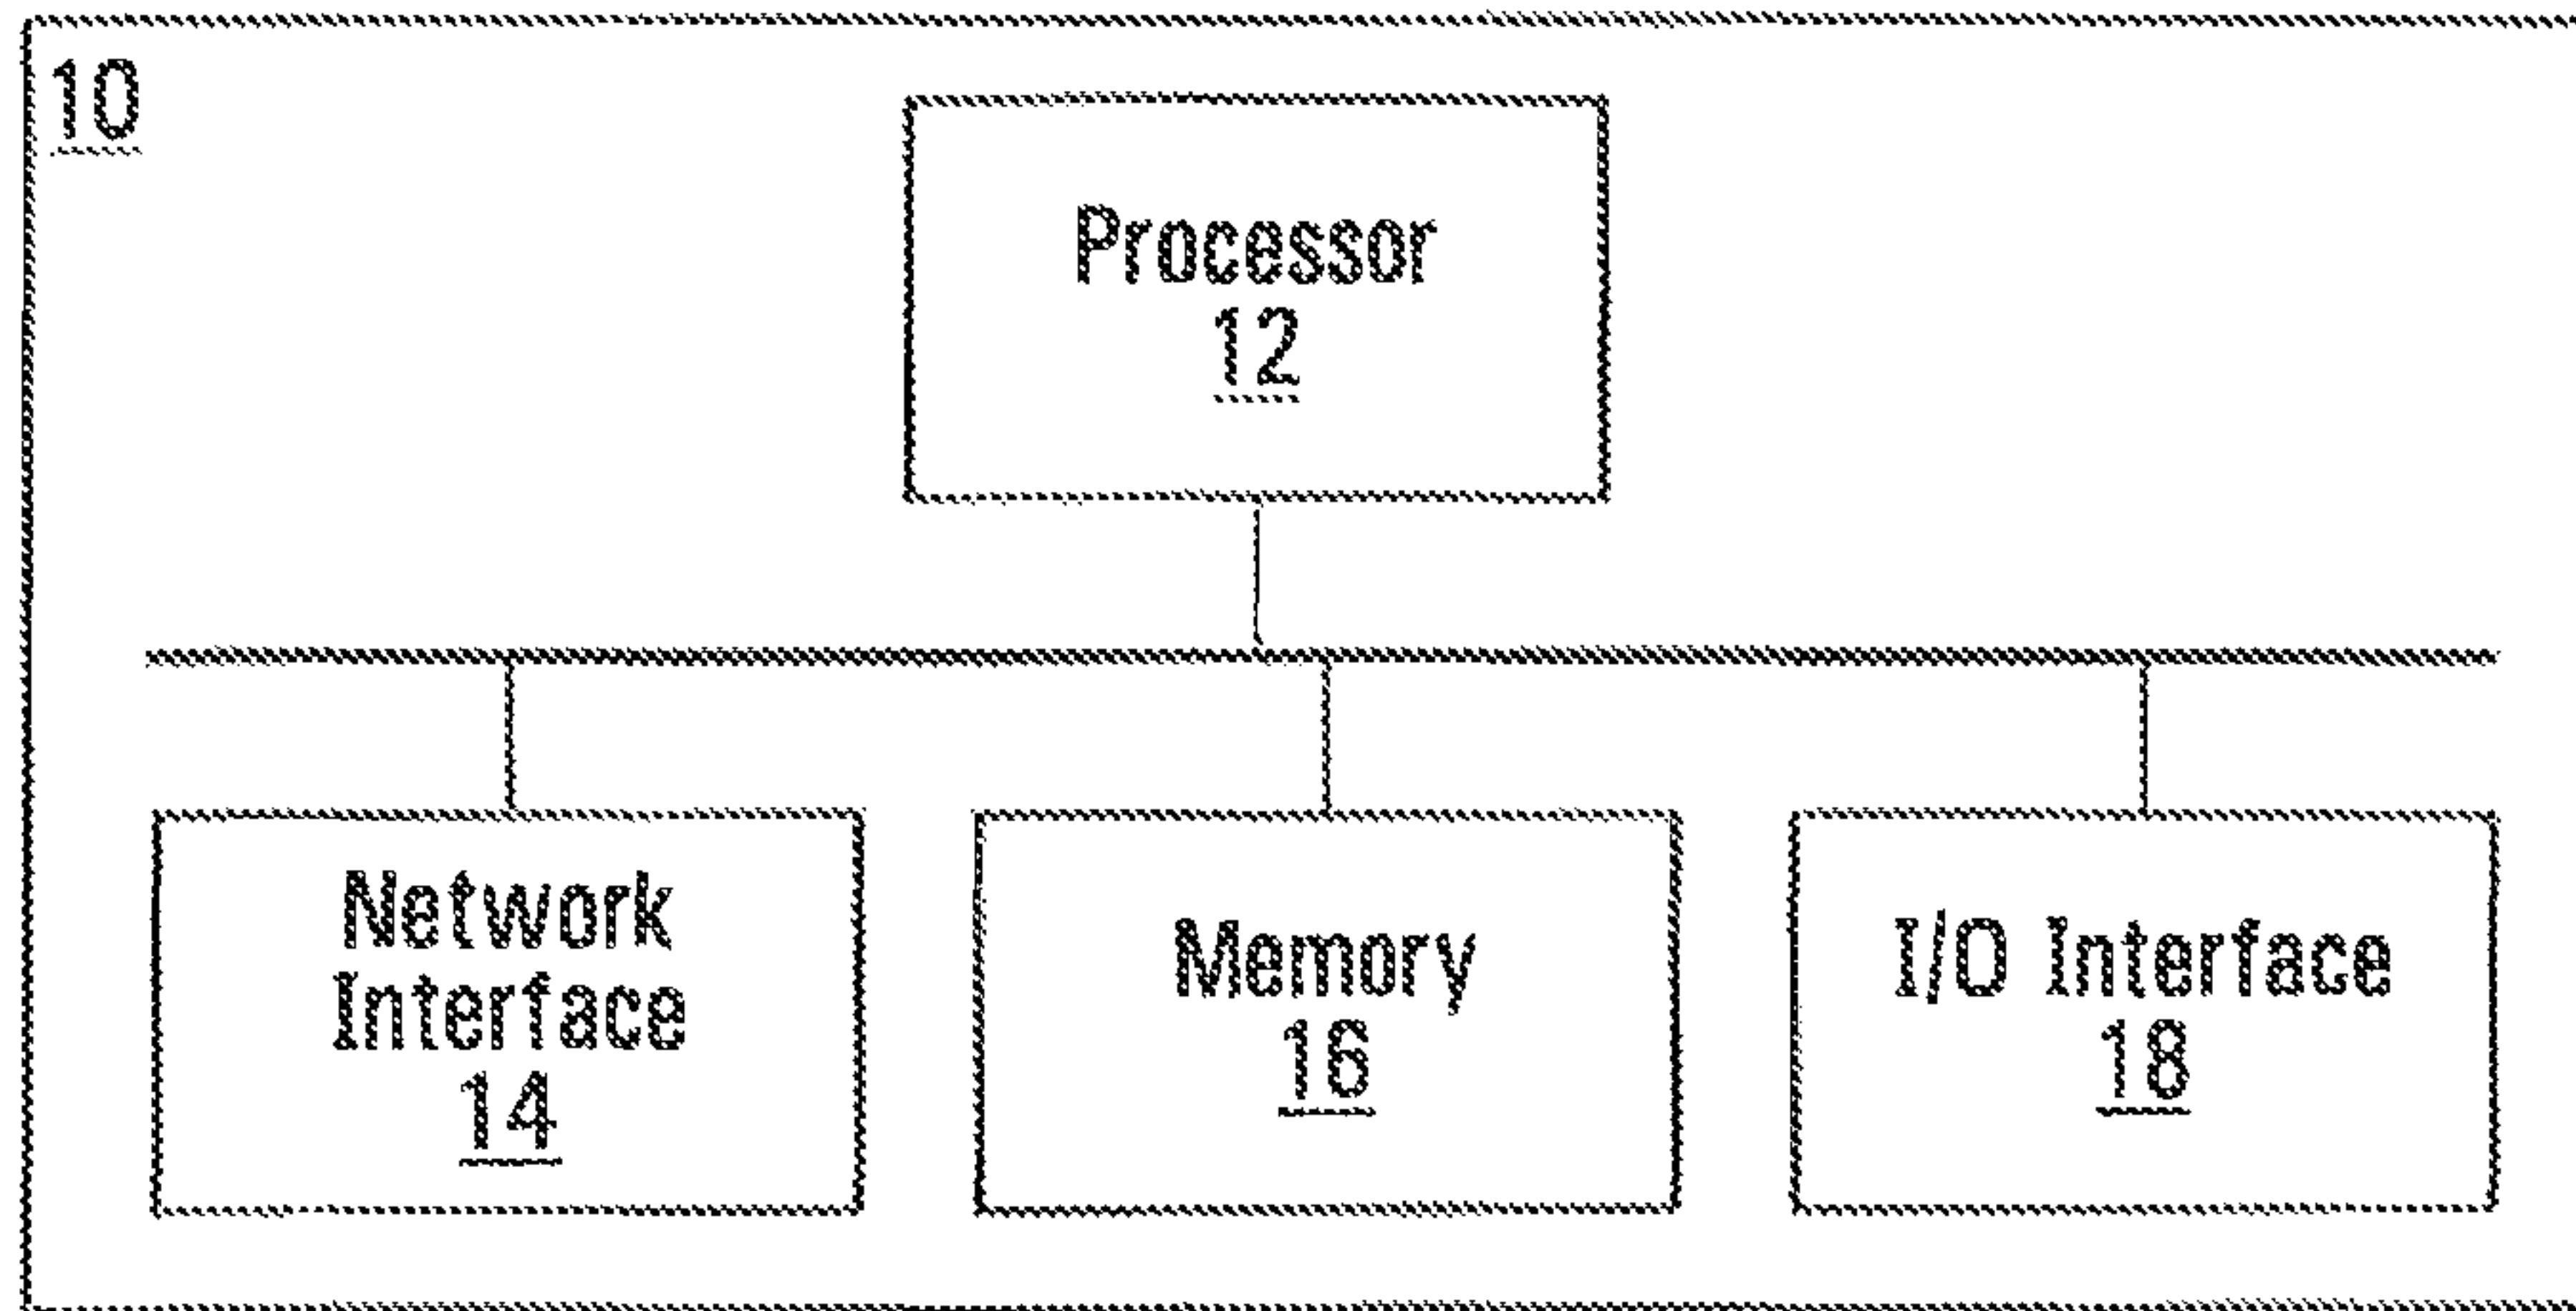 10
Processor
12
Network
Interface
14
Memory
16
I/O Interface
18